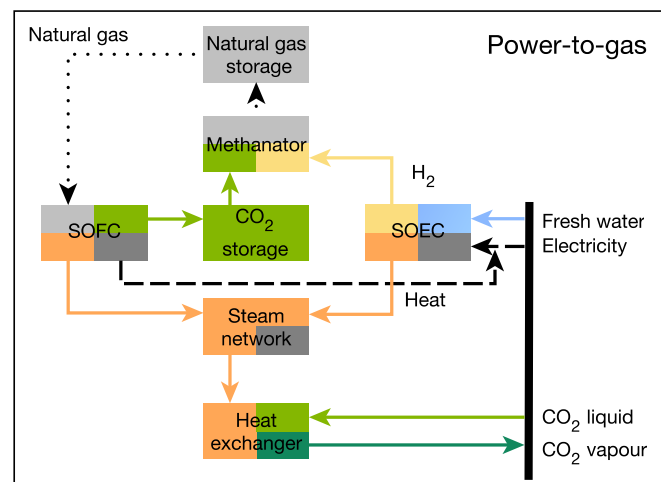 Natural gas
Natural gas
storage
Power-to-gas
Methanator
H2
SOFC
CO2
storage
SOEC
Fresh water
Electricity
Heat
Steam
network
Heat
exchanger
CO2 liquid
CO2 vapour